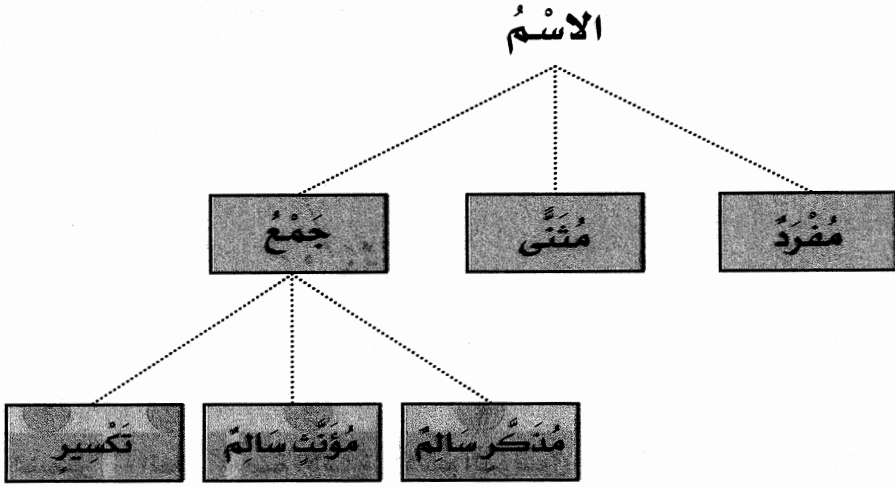 الاسْمُ
مُفْرَدٌ
مُثَنًّى
جَمْعُ
مُذَكَّرٍ سَالِمٌ
مُؤَنَّثٍ سَالِمٌ
تَكْسِيرٍ